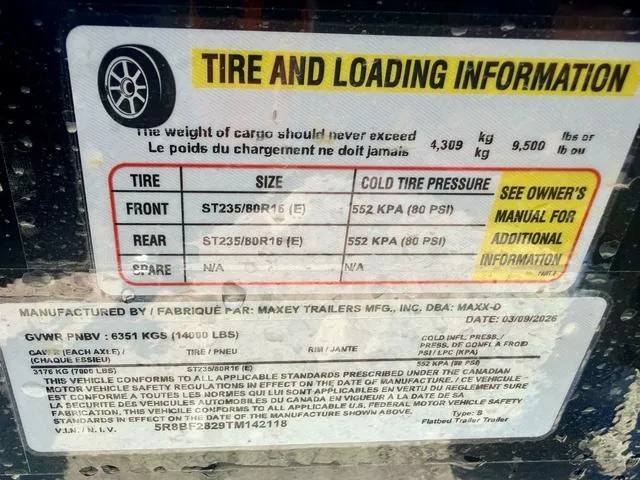 TIRE AND LOADING INFORMATION
The weight of cargo should never exceed 4,309 kg 9,500 lbs or
Le poids du chargement ne doit jamais kg lb ou
TIRE SIZE COLD TIRE PRESSURE
FRONT ST235/80R16 (E) 552 KPA (80 PSI)
REAR ST235/80R16 (E) 552 KPA (80 PSI)
SPARE N/A N/A
SEE OWNER'S
MANUAL FOR
ADDITIONAL
INFORMATION
MANUFACTURED BY / FABRIQUÉ PAR: MAXEY TRAILERS MFG., INC. DBA: MAXX-D
DATE: 03/09/2026
GVWR PNBV : 6351 KGS (14000 LBS)
GAWR (EACH AXLE) / TIRE / PNEU RIM / JANTE COLD INFL. PRESS./
(CHAQUE ESSIEU) PRESS. DE GONFL A FROID
PSI / LPC (KPA)
3176 KG (7000 LBS) ST235/80R16 (E) 552 KPA (80 PSI)
THIS VEHICLE CONFORMS TO ALL APPLICABLE STANDARDS PRESCRIBED UNDER THE CANADIAN
MOTOR VEHICLE SAFETY REGULATIONS IN EFFECT ON THE DATE OF MANUFACTURE. / CE VEHICULE
EST CONFORME A TOUTES LES NORMES QUI LUI SONT APPLICABLES EN VERTU DU REGLEMENT SUR
LA SECURITE DES VEHICULES AUTOMOBILES DU CANADA EN VIGUEUR A LA DATE DE SA
FABRICATION. THIS VEHICLE CONFORMS TO ALL APPLICABLE U.S. FEDERAL MOTOR VEHICLE SAFETY
STANDARDS IN EFFECT ON THE DATE OF THE MANUFACTURE SHOWN ABOVE.
V.I.N. / N.I.V. 5R8BF2829TM142118 Type: B
Flatbed Trailer Trailer